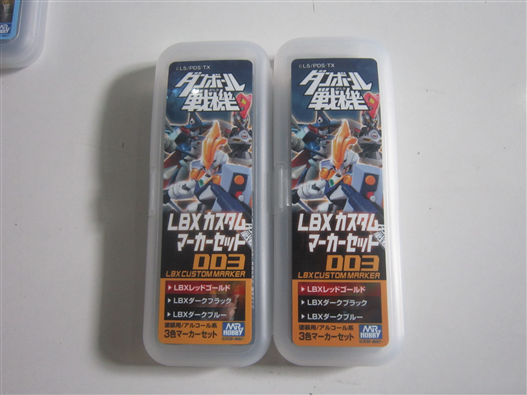 ©LS/PDS・TX
ダンボール
戦機
LBXカスタム
マーカーセット
003
LBX CUSTOM MARKER
▶LBXレッドゴールド
▶LBXダークブラック
▶LBXダークブルー
塗装用/アルコール系
3色マーカーセット
MR.
HOBBY
©LS/PDS・TX
ダンボール
戦機
LBXカスタム
マーカーセット
003
LBX CUSTOM MARKER
▶LBXレッドゴールド
▶LBXダークブラック
▶LBXダークブルー
塗装用/アルコール系
3色マーカーセット
MR.
HOBBY